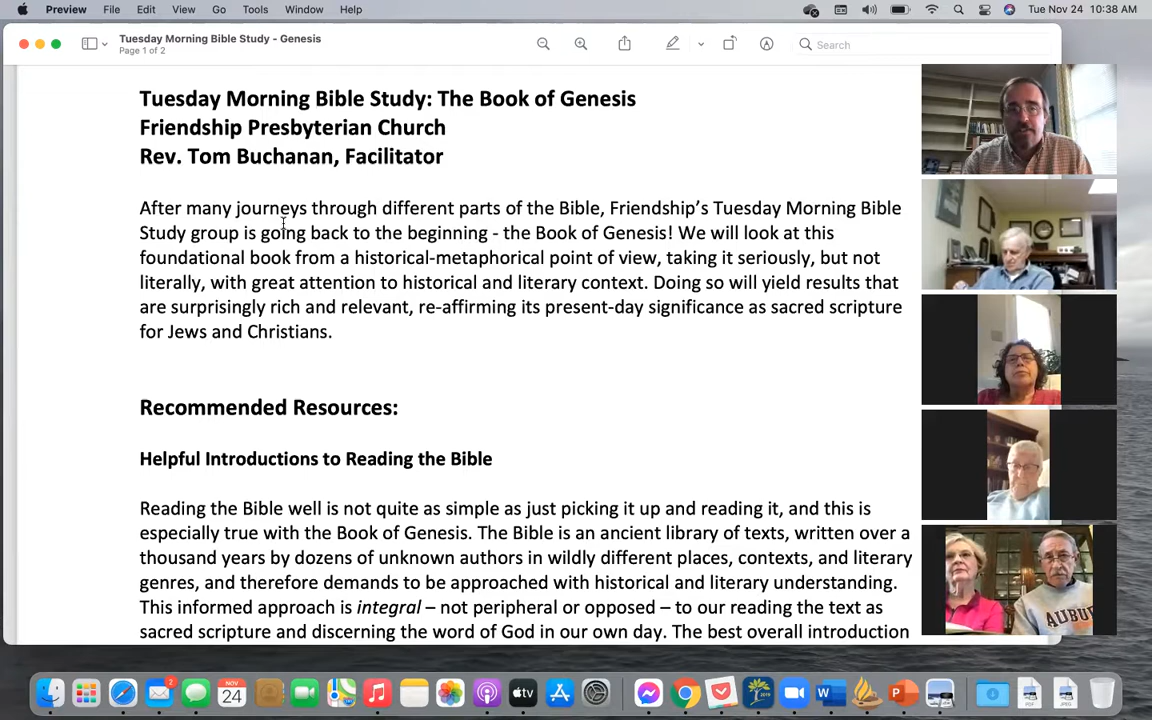 Preview File Edit View Go Tools Window Help Tue Nov 24 10:38 AM
Tuesday Morning Bible Study - Genesis
Page 1 of 2
Search
Tuesday Morning Bible Study: The Book of Genesis
Friendship Presbyterian Church
Rev. Tom Buchanan, Facilitator
After many journeys through different parts of the Bible, Friendship’s Tuesday Morning Bible
Study group is going back to the beginning - the Book of Genesis! We will look at this
foundational book from a historical-metaphorical point of view, taking it seriously, but not
literally, with great attention to historical and literary context. Doing so will yield results that
are surprisingly rich and relevant, re-affirming its present-day significance as sacred scripture
for Jews and Christians.
Recommended Resources:
Helpful Introductions to Reading the Bible
Reading the Bible well is not quite as simple as just picking it up and reading it, and this is
especially true with the Book of Genesis. The Bible is an ancient library of texts, written over a
thousand years by dozens of unknown authors in wildly different places, contexts, and literary
genres, and therefore demands to be approached with historical and literary understanding.
This informed approach is integral – not peripheral or opposed – to our reading the text as
sacred scripture and discerning the word of God in our own day. The best overall introduction
AUBU
2
NOV
24
tv
2019
W
P
PDF
JPEG